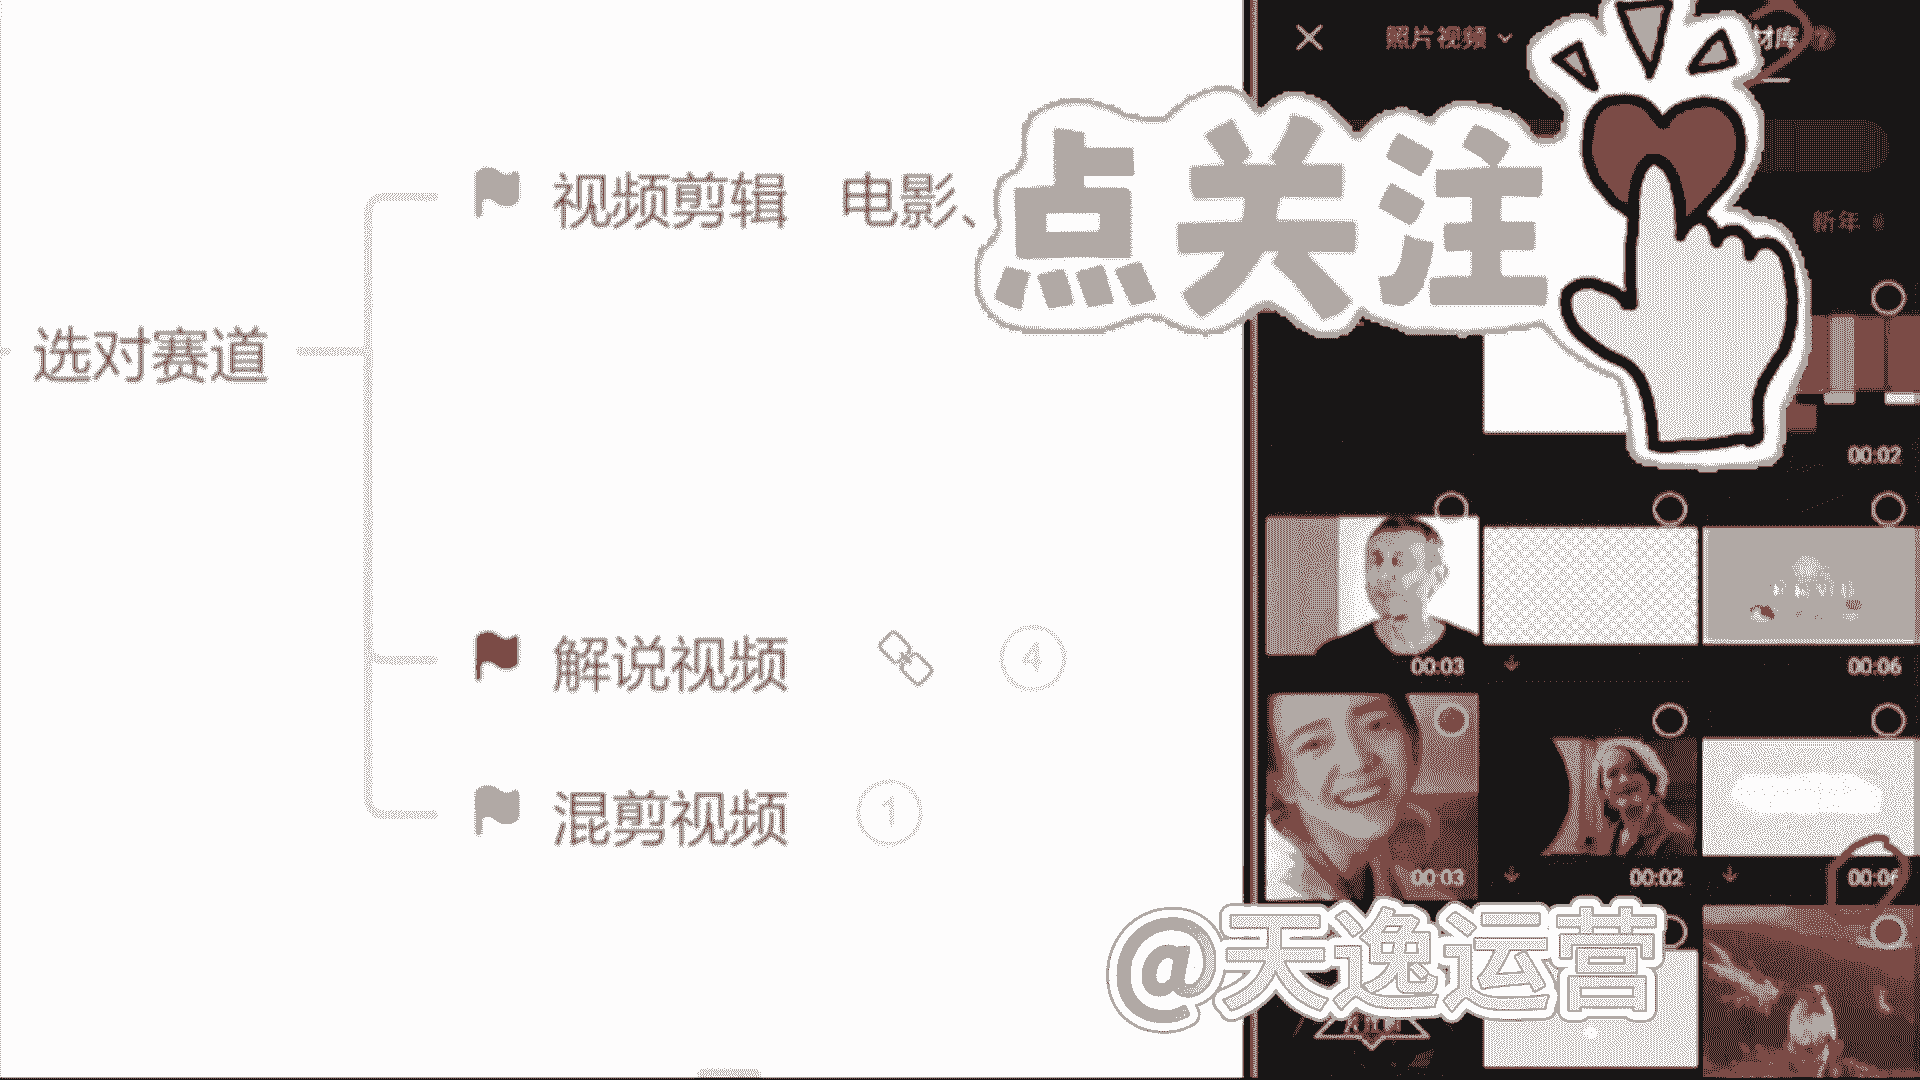 照片视频
材库
点关注
视频剪辑 电影、
新年
选对赛道
00:02
解说视频
4
00:03
00:06
混剪视频
1
00:03
00:02
00:06
@天逸运营